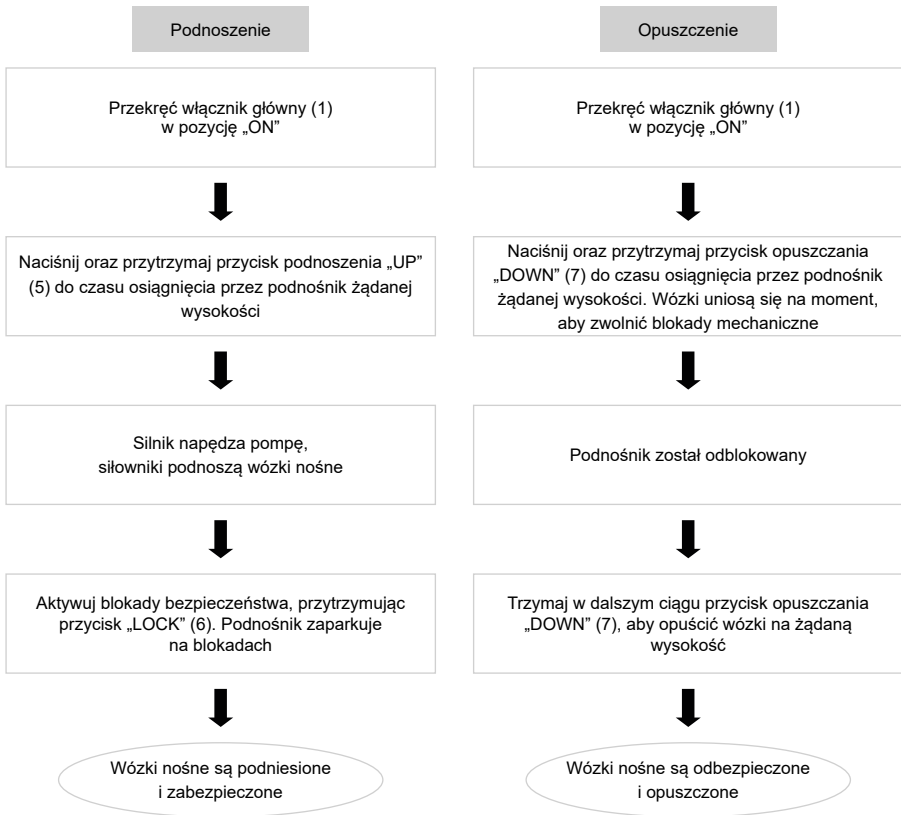 Podnoszenie
Przekręć włącznik główny (1)
w pozycję „ON”
Naciśnij oraz przytrzymaj przycisk podnoszenia „UP”
(5) do czasu osiągnięcia przez podnośnik żądanej
wysokości
Silnik napędza pompę,
siłowniki podnoszą wózki nośne
Aktywuj blokady bezpieczeństwa, przytrzymując
przycisk „LOCK” (6). Podnośnik zaparkuje
na blokadach
Wózki nośne są podniesione
i zabezpieczone
Opuszczenie
Przekręć włącznik główny (1)
w pozycję „ON”
Naciśnij oraz przytrzymaj przycisk opuszczania
„DOWN” (7) do czasu osiągnięcia przez podnośnik
żądanej wysokości. Wózki uniosą się na moment,
aby zwolnić blokady mechaniczne
Podnośnik został odblokowany
Trzymaj w dalszym ciągu przycisk opuszczania
„DOWN” (7), aby opuścić wózki na żądaną
wysokość
Wózki nośne są odbezpieczone
i opuszczone